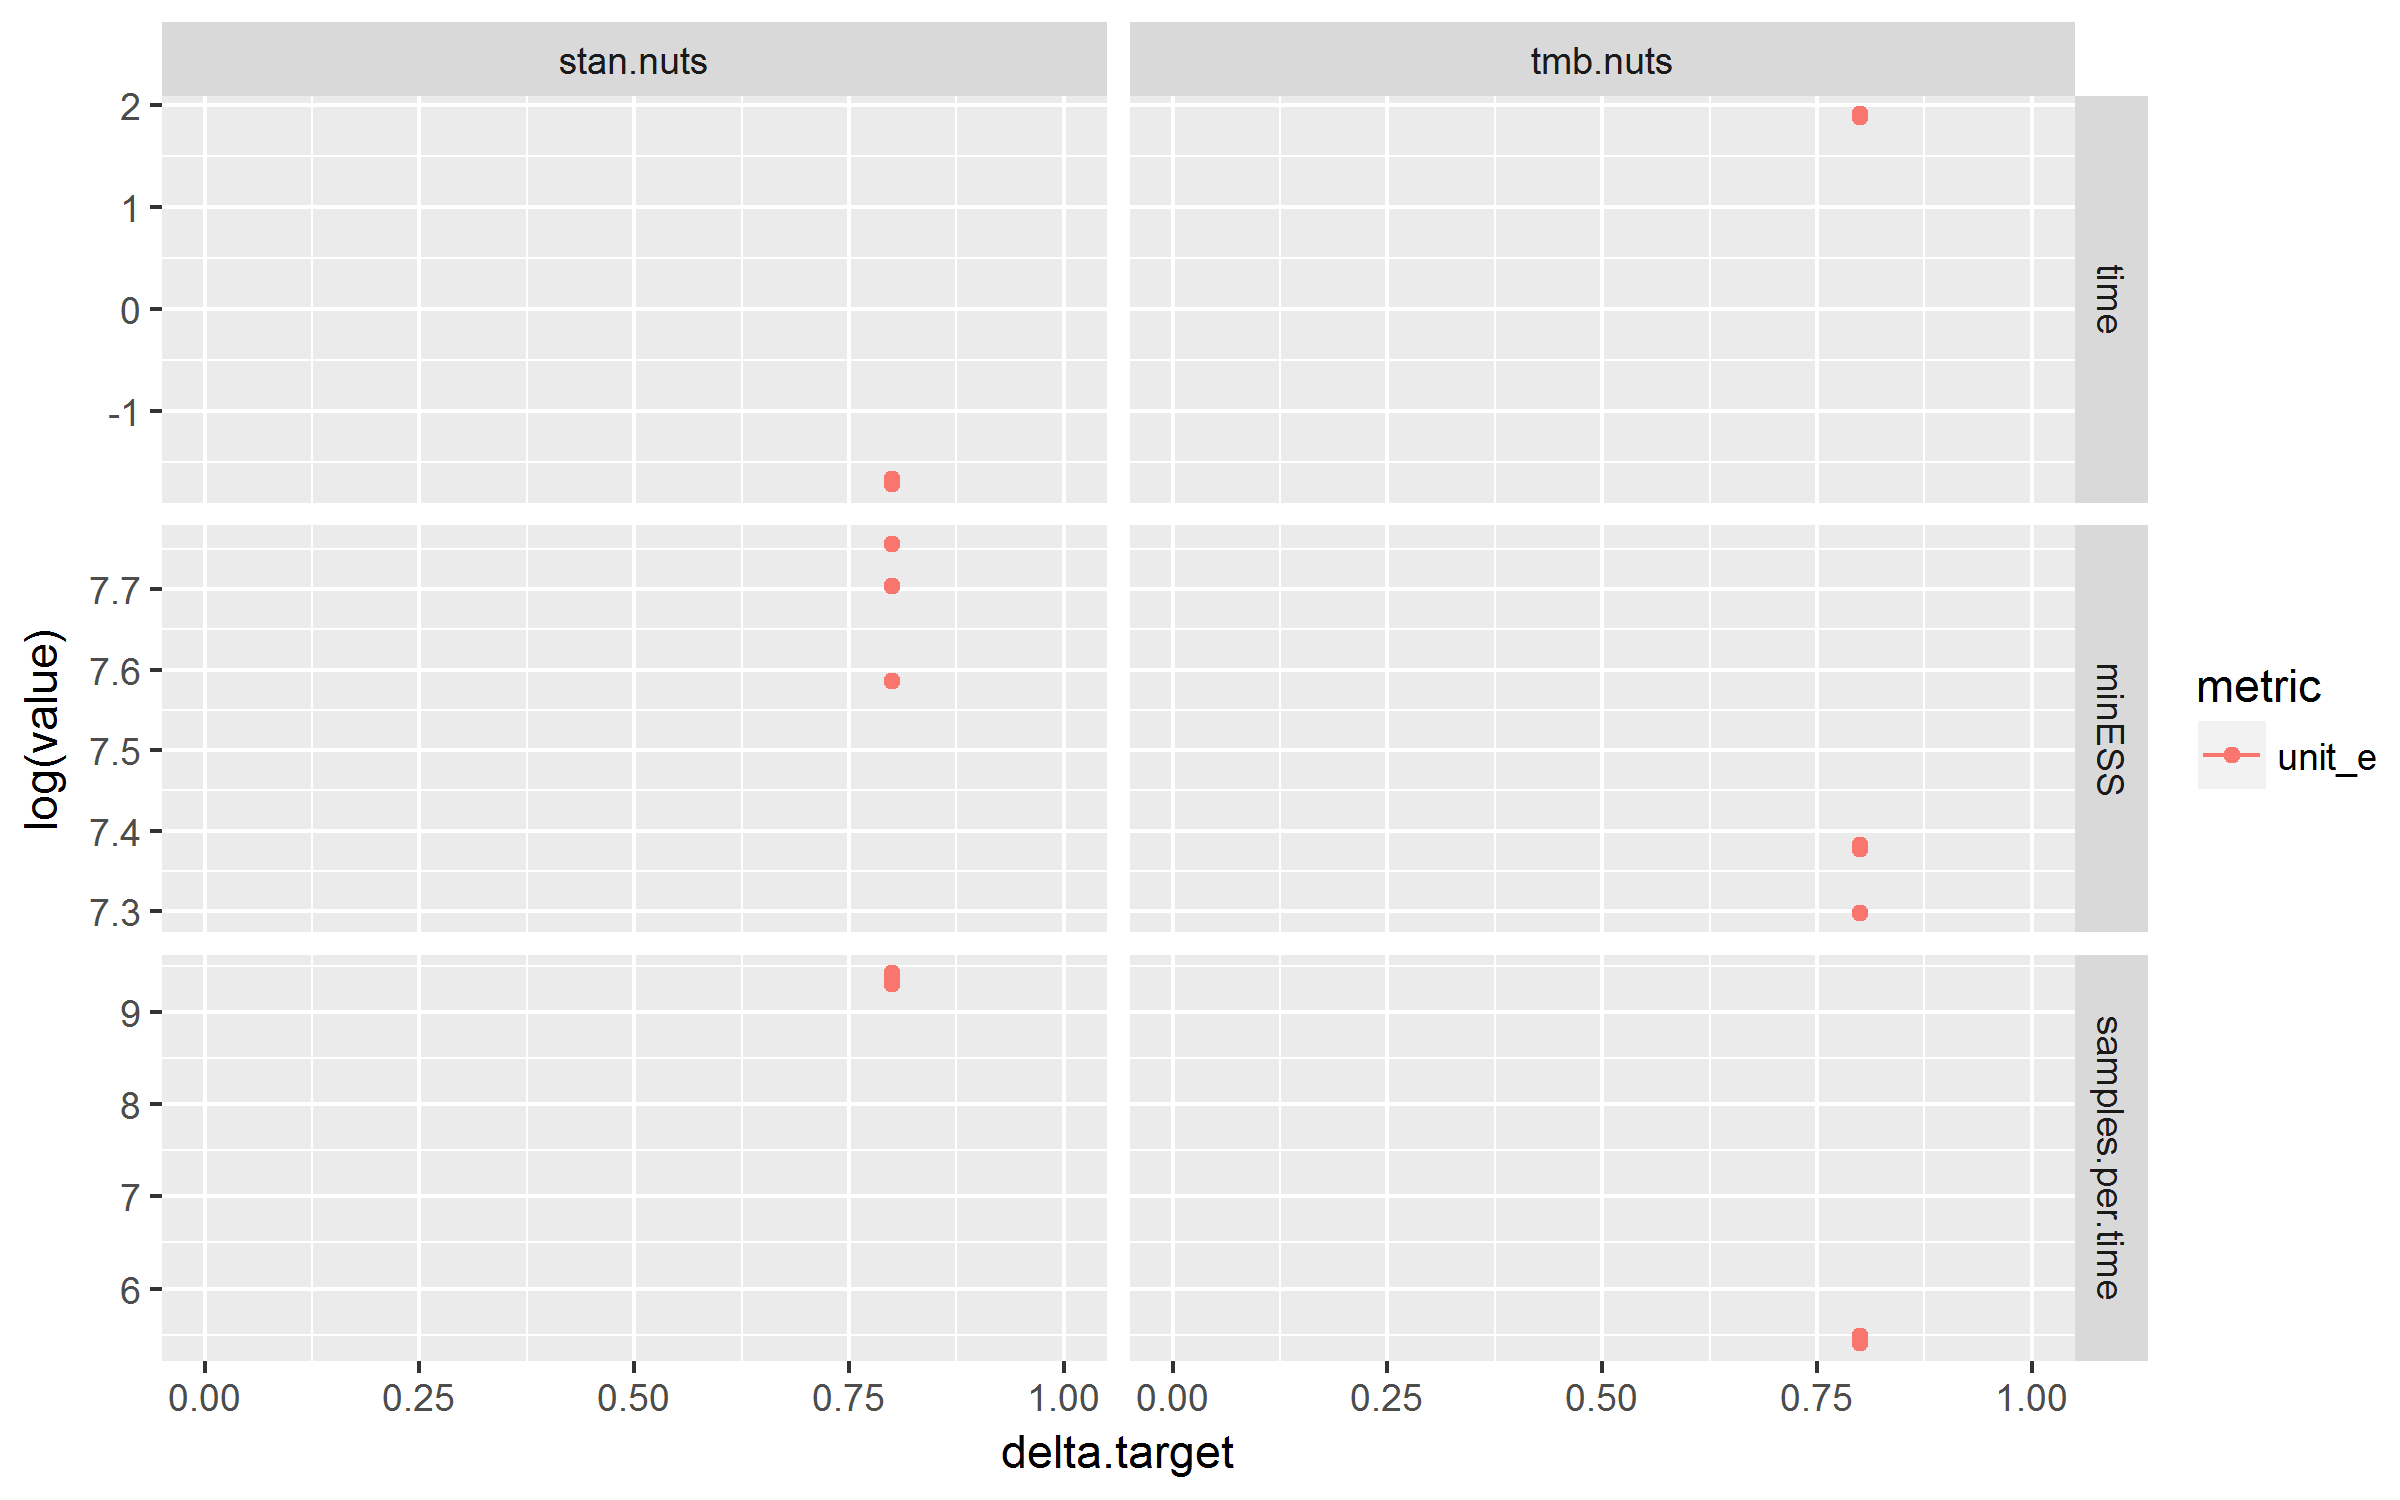 stan.nuts
tmb.nuts
2
1
0
-1
time
7.7
7.6
7.5
7.4
7.3
minESS
9
8
7
6
samples.per.time
log(value)
0.00 0.25 0.50 0.75 1.00
0.00 0.25 0.50 0.75 1.00
delta.target
metric
unit_e